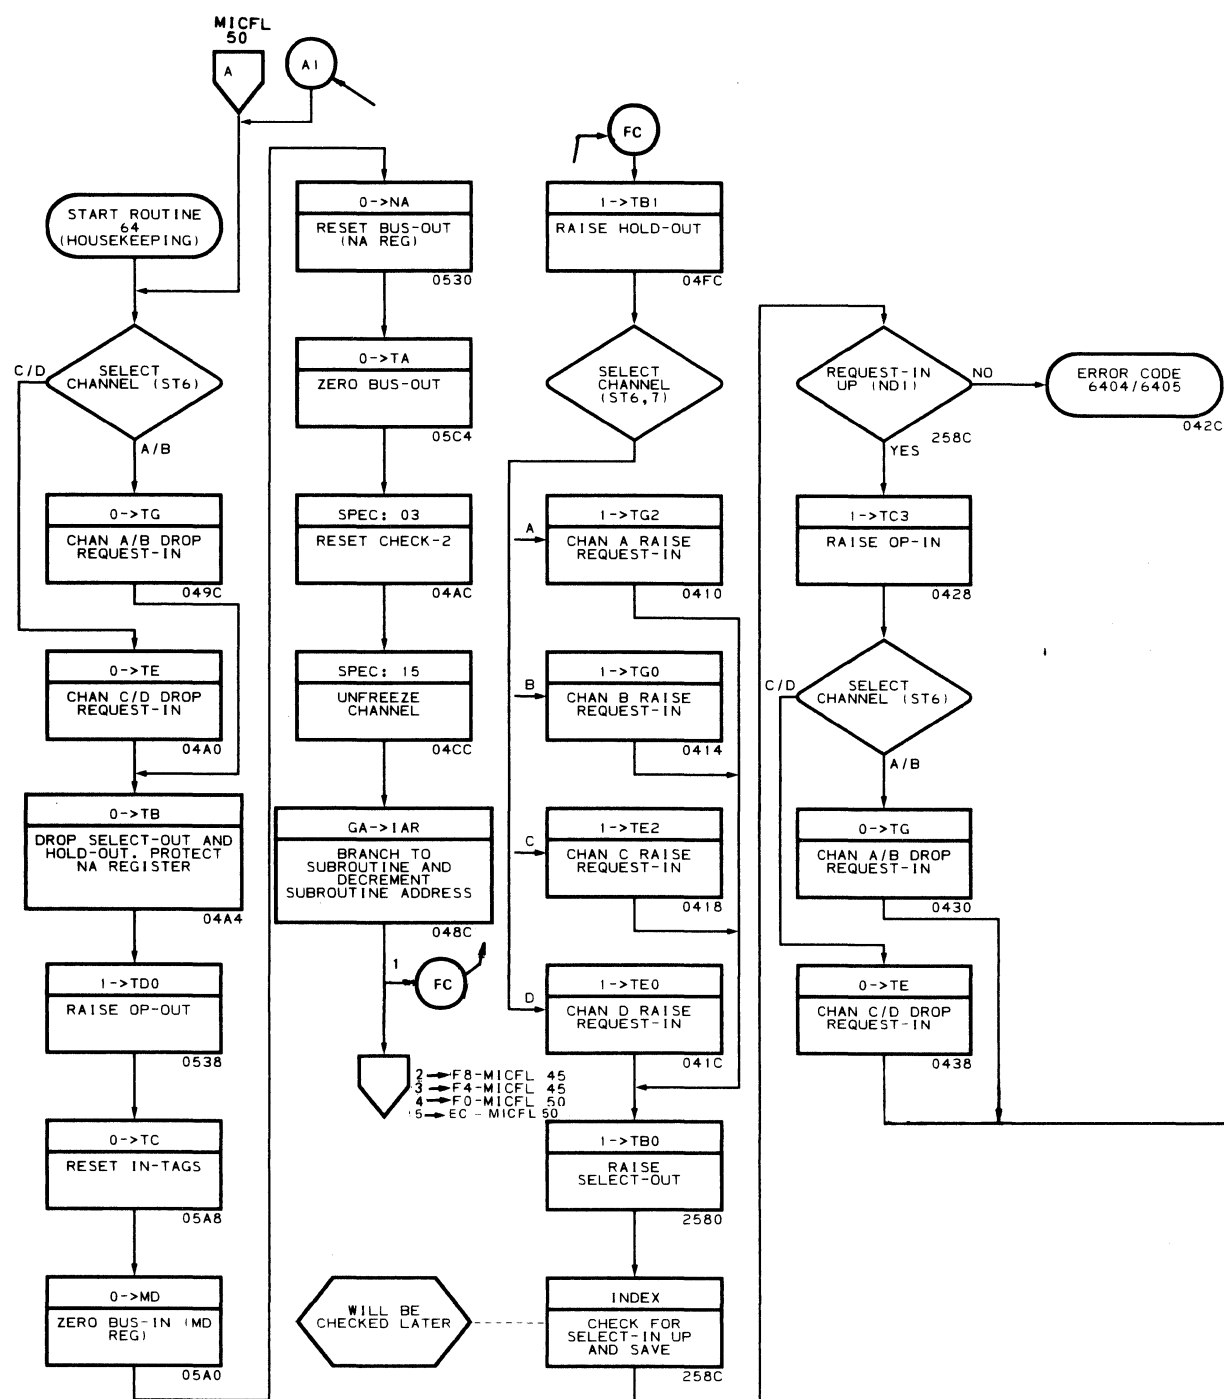 MICFL
50
A
A1
START ROUTINE
64
(HOUSEKEEPING)
SELECT
CHANNEL (ST6)
C/D
A/B
0->TG
CHAN A/B DROP
REQUEST-IN
049C
0->TE
CHAN C/D DROP
REQUEST-IN
04A0
0->TB
DROP SELECT-OUT AND
HOLD-OUT. PROTECT
NA REGISTER
04A4
1->TD0
RAISE OP-OUT
0538
0->TC
RESET IN-TAGS
05A8
0->MD
ZERO BUS-IN (MD
REG)
05A0
0->NA
RESET BUS-OUT
(NA REG)
0530
0->TA
ZERO BUS-OUT
05C4
SPEC: 03
RESET CHECK-2
04AC
SPEC: 15
UNFREEZE
CHANNEL
04CC
GA->IAR
BRANCH TO
SUBROUTINE AND
DECREMENT
SUBROUTINE ADDRESS
048C
1
FC
2→F8-MICFL 45
3→F4-MICFL 45
4→F0-MICFL 50
5→EC-MICFL 50
WILL BE
CHECKED LATER
FC
1->TB1
RAISE HOLD-OUT
04FC
SELECT
CHANNEL
(ST6,7)
A
1->TG2
CHAN A RAISE
REQUEST-IN
0410
B
1->TG0
CHAN B RAISE
REQUEST-IN
0414
C
1->TE2
CHAN C RAISE
REQUEST-IN
0418
D
1->TE0
CHAN D RAISE
REQUEST-IN
041C
1->TB0
RAISE
SELECT-OUT
2580
INDEX
CHECK FOR
SELECT-IN UP
AND SAVE
258C
REQUEST-IN
UP (ND1)
NO
258C
YES
ERROR CODE
6404/6405
042C
1->TC3
RAISE OP-IN
0428
SELECT
CHANNEL (ST6)
C/D
A/B
0->TG
CHAN A/B DROP
REQUEST-IN
0430
0->TE
CHAN C/D DROP
REQUEST-IN
0438